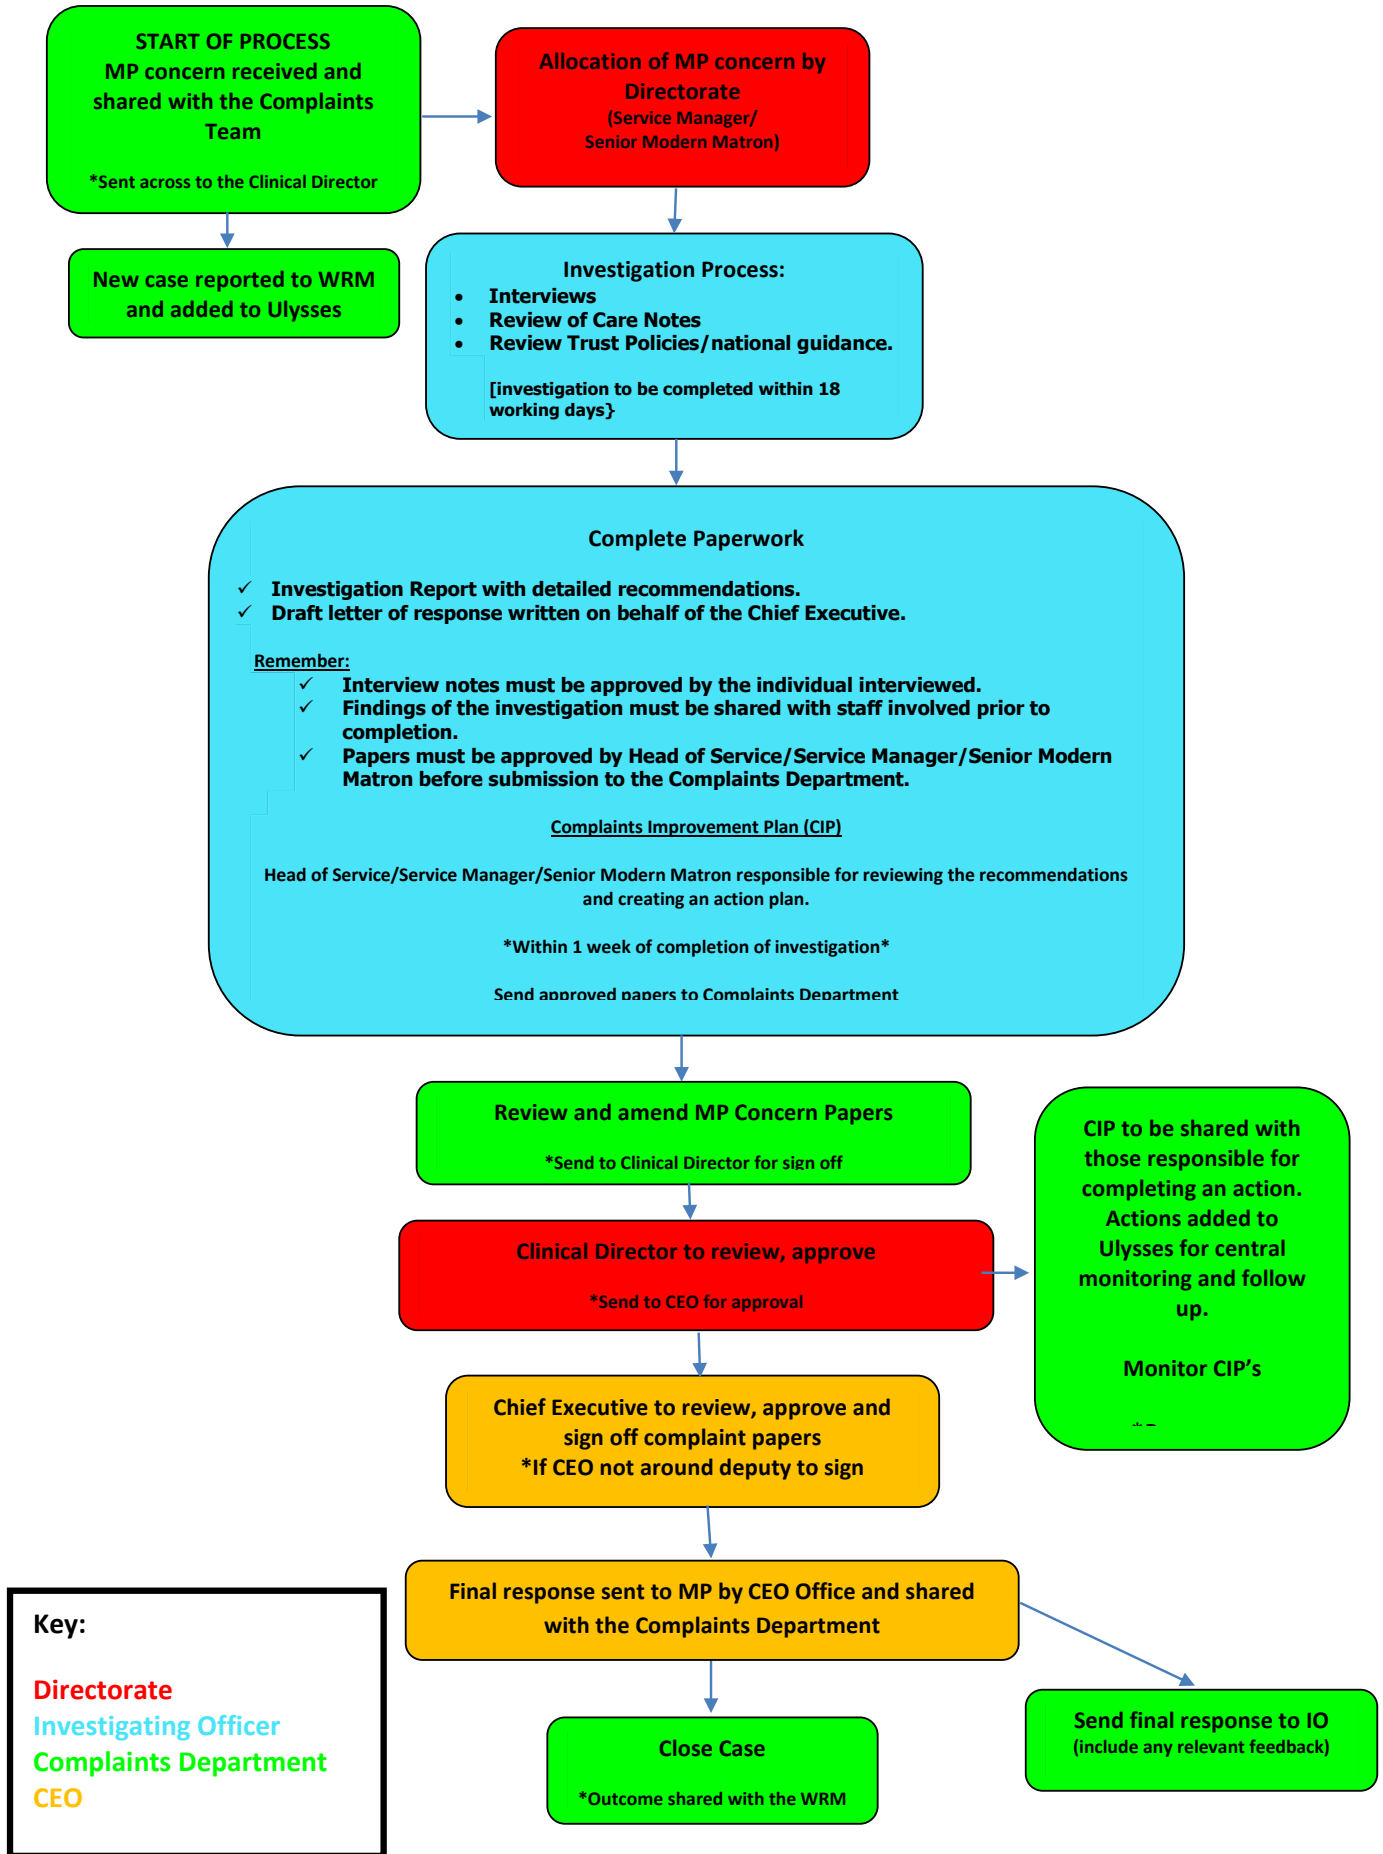 START OF PROCESS
MP concern received and
shared with the Complaints
Team
*Sent across to the Clinical Director
Allocation of MP concern by
Directorate
(Service Manager/
Senior Modern Matron)
New case reported to WRM
and added to Ulysses
Investigation Process:
• Interviews
• Review of Care Notes
• Review Trust Policies/national guidance.
[investigation to be completed within 18
working days}
Complete Paperwork
✓ Investigation Report with detailed recommendations.
✓ Draft letter of response written on behalf of the Chief Executive.
Remember:
✓ Interview notes must be approved by the individual interviewed.
✓ Findings of the investigation must be shared with staff involved prior to
completion.
✓ Papers must be approved by Head of Service/Service Manager/Senior Modern
Matron before submission to the Complaints Department.
Complaints Improvement Plan (CIP)
Head of Service/Service Manager/Senior Modern Matron responsible for reviewing the recommendations
and creating an action plan.
*Within 1 week of completion of investigation*
Send approved papers to Complaints Department
Review and amend MP Concern Papers
*Send to Clinical Director for sign off
Clinical Director to review, approve
*Send to CEO for approval
CIP to be shared with
those responsible for
completing an action.
Actions added to
Ulysses for central
monitoring and follow
up.
Monitor CIP's
Chief Executive to review, approve and
sign off complaint papers
*If CEO not around deputy to sign
Final response sent to MP by CEO Office and shared
with the Complaints Department
Close Case
*Outcome shared with the WRM
Send final response to IO
(include any relevant feedback)
Key:
Directorate
Investigating Officer
Complaints Department
CEO